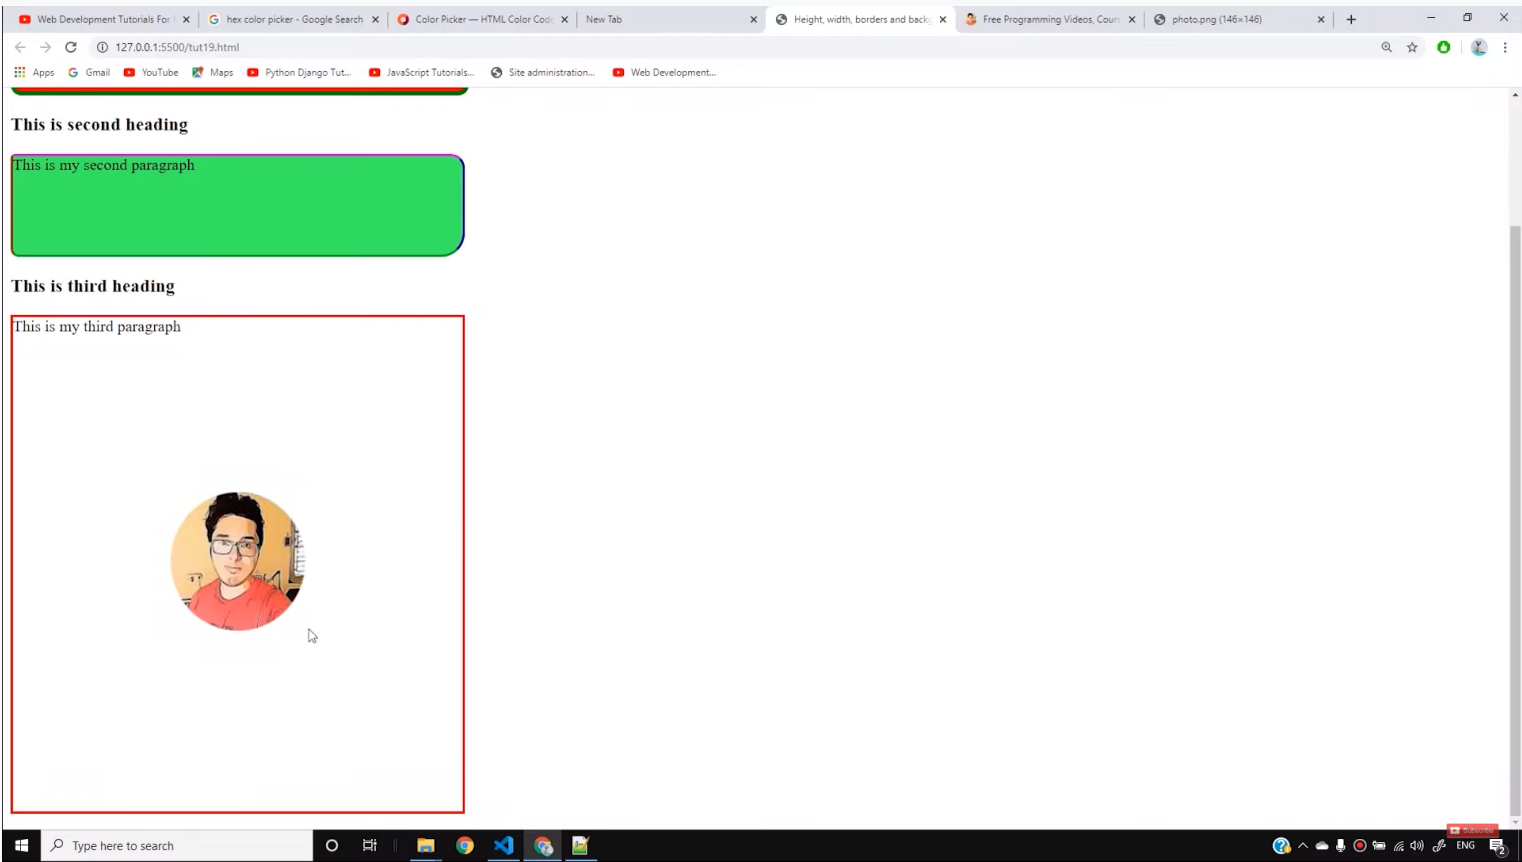 Web Development Tutorials For
hex color picker - Google Search
Color Picker — HTML Color Code
New Tab
Height, width, borders and back
Free Programming Videos, Cour
photo.png (146×146)
127.0.0.1:5500/tut19.html
Apps
Gmail
YouTube
Maps
Python Django Tut...
JavaScript Tutorials...
Site administration...
Web Development...
This is second heading
This is my second paragraph
This is third heading
This is my third paragraph
Subscribe
Type here to search
ENG
2